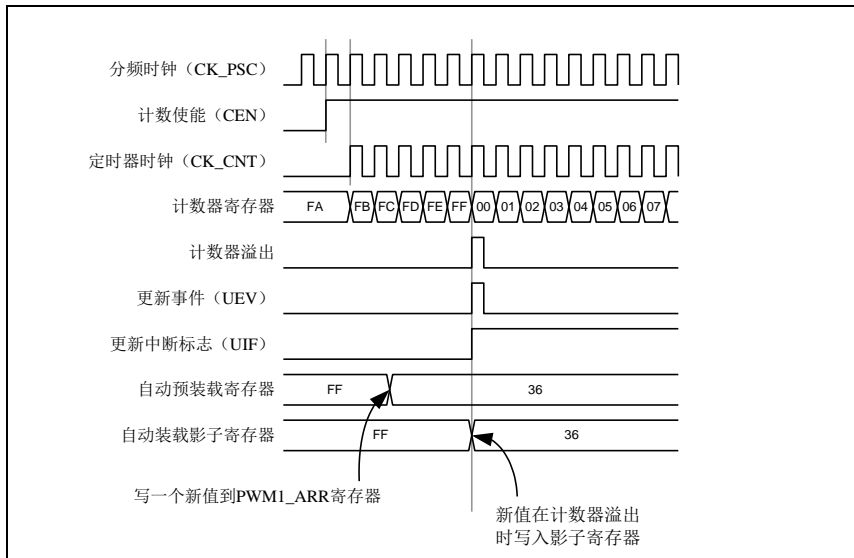 分频时钟（CK_PSC）
计数使能（CEN）
定时器时钟（CK_CNT）
计数器寄存器 FA FB FC FD FE FF 00 01 02 03 04 05 06 07
计数器溢出
更新事件（UEV）
更新中断标志（UIF）
自动预装载寄存器 FF 36
自动装载影子寄存器 FF 36
写一个新值到PWM1_ARR寄存器
新值在计数器溢出
时写入影子寄存器